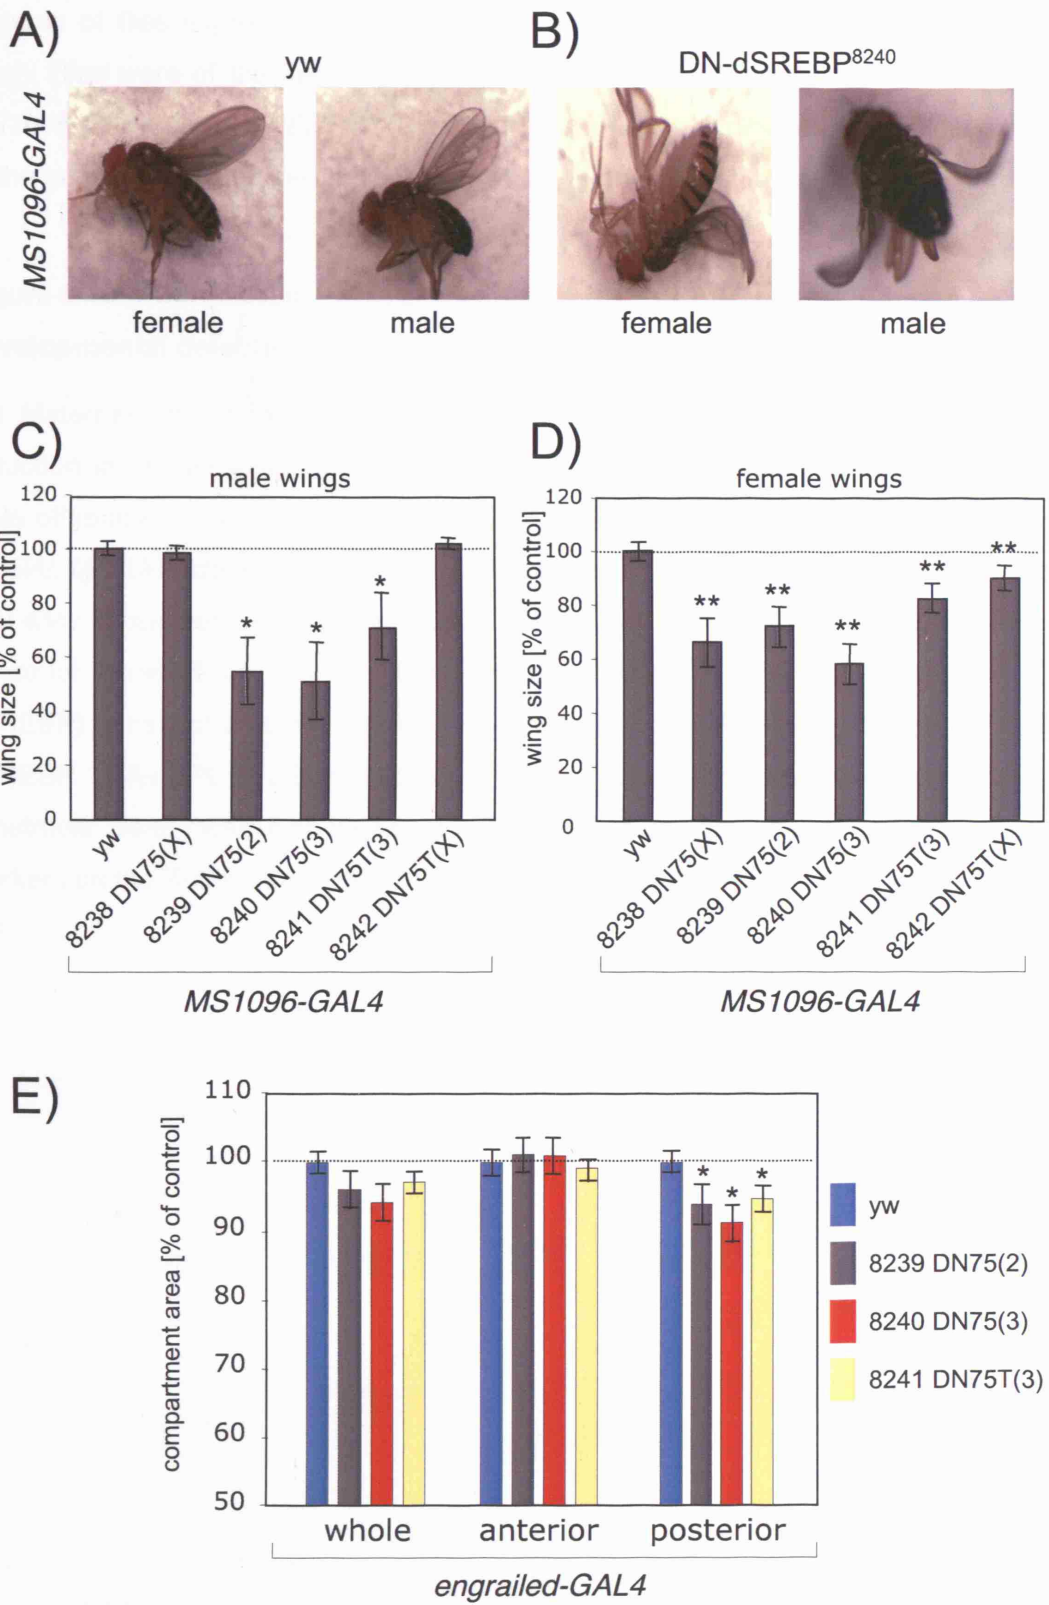 A)
B)
yw
DN-dSREBP8240
MS1096-GAL4
female
male
female
male
C)
D)
male wings
female wings
wing size [% of control]
120
100
80
60
40
20
0
* * *
wing size [% of control]
120
100
80
60
40
20
0
** ** ** ** **
yw
8238 DN75(X)
8239 DN75(2)
8240 DN75(3)
8241 DN75T(3)
8242 DN75T(X)
MS1096-GAL4
yw
8238 DN75(X)
8239 DN75(2)
8240 DN75(3)
8241 DN75T(3)
8242 DN75T(X)
MS1096-GAL4
E)
compartment area [% of control]
110
100
90
80
70
60
50
* * *
whole
anterior
posterior
engrailed-GAL4
yw
8239 DN75(2)
8240 DN75(3)
8241 DN75T(3)